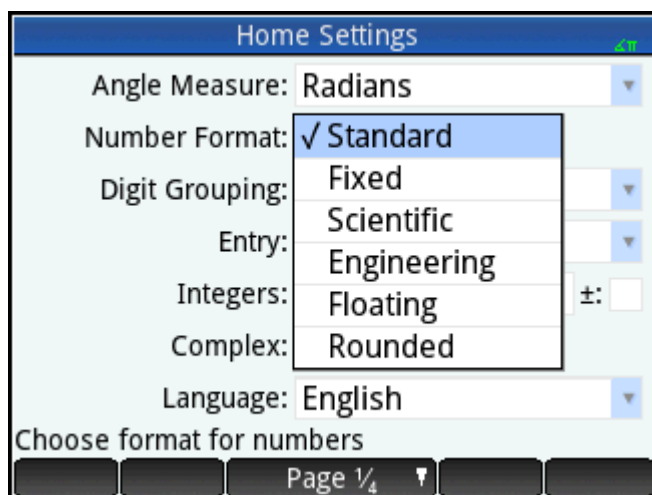 Home Settings
∡π
Angle Measure: Radians
Number Format: √ Standard
Fixed
Digit Grouping:
Scientific
Entry:
Engineering
Integers:
±:
Floating
Complex:
Rounded
Language: English
Choose format for numbers
Page ¼